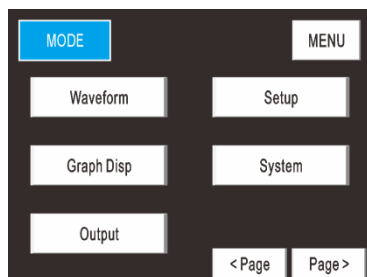 MODE MENU
Waveform Setup
Graph Disp System
Output
< Page Page >